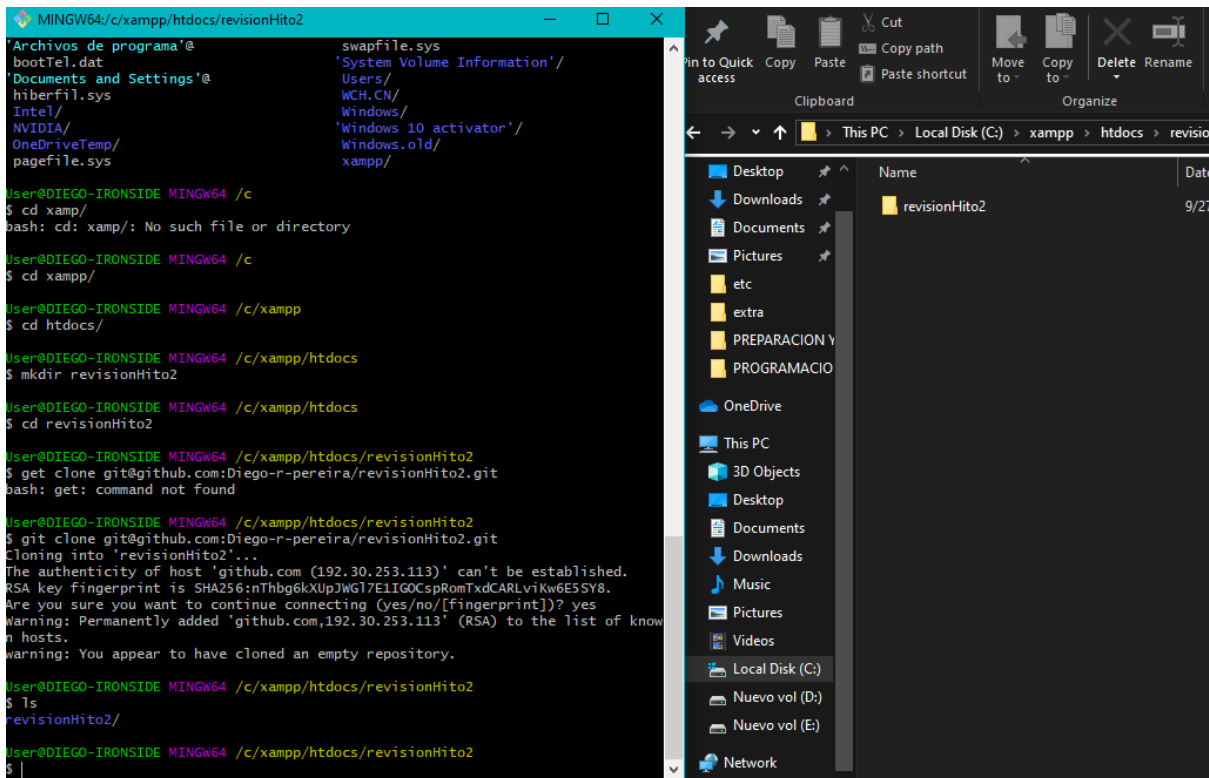 MINGW64:/c/xampp/htdocs/revisionHito2
'Archivos de programa'@ swapfile.sys
bootTel.dat 'System Volume Information'/
'Documents and Settings'@ Users/
hiberfil.sys WCH.CN/
Intel/ Windows/
NVIDIA/ 'Windows 10 activator'/
OneDriveTemp/ Windows.old/
pagefile.sys xampp/
User@DIEGO-IRONSIDE MINGW64 /c
$ cd xamp/
bash: cd: xamp/: No such file or directory
User@DIEGO-IRONSIDE MINGW64 /c
$ cd xampp/
User@DIEGO-IRONSIDE MINGW64 /c/xampp
$ cd htdocs/
User@DIEGO-IRONSIDE MINGW64 /c/xampp/htdocs
$ mkdir revisionHito2
User@DIEGO-IRONSIDE MINGW64 /c/xampp/htdocs
$ cd revisionHito2
User@DIEGO-IRONSIDE MINGW64 /c/xampp/htdocs/revisionHito2
$ get clone git@github.com:Diego-r-pereira/revisionHito2.git
bash: get: command not found
User@DIEGO-IRONSIDE MINGW64 /c/xampp/htdocs/revisionHito2
$ git clone git@github.com:Diego-r-pereira/revisionHito2.git
Cloning into 'revisionHito2'...
The authenticity of host 'github.com (192.30.253.113)' can't be established.
RSA key fingerprint is SHA256:nThbg6kXUpJWGl7E1IGOCspRomTxdCARLviKw6E5SY8.
Are you sure you want to continue connecting (yes/no/[fingerprint])? yes
Warning: Permanently added 'github.com,192.30.253.113' (RSA) to the list of know
n hosts.
warning: You appear to have cloned an empty repository.
User@DIEGO-IRONSIDE MINGW64 /c/xampp/htdocs/revisionHito2
$ ls
revisionHito2/
User@DIEGO-IRONSIDE MINGW64 /c/xampp/htdocs/revisionHito2
$
Pin to Quick access
Copy
Paste
Cut
Copy path
Paste shortcut
Move to
Copy to
Delete
Rename
Clipboard
Organize
This PC > Local Disk (C:) > xampp > htdocs > revisio
Name
Date
revisionHito2
9/27
Desktop
Downloads
Documents
Pictures
etc
extra
PREPARACION Y
PROGRAMACIO
OneDrive
This PC
3D Objects
Desktop
Documents
Downloads
Music
Pictures
Videos
Local Disk (C:)
Nuevo vol (D:)
Nuevo vol (E:)
Network